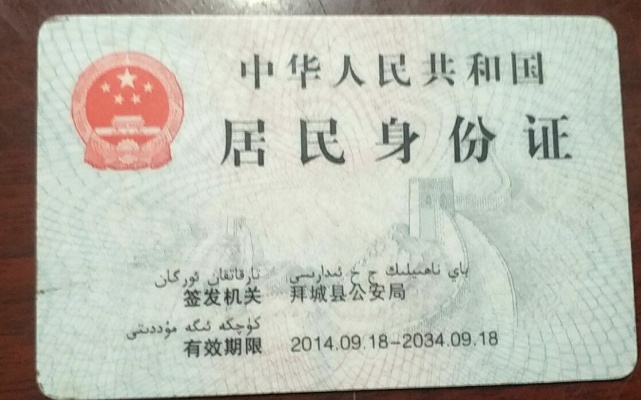 中华人民共和国
居民身份证
تارقاتقان ئورگان باي ناھىيىلىك ج خ ئىدارىسى
签发机关 拜城县公安局
كۈچكە ئىگە مۇددىتى
有效期限 2014.09.18-2034.09.18